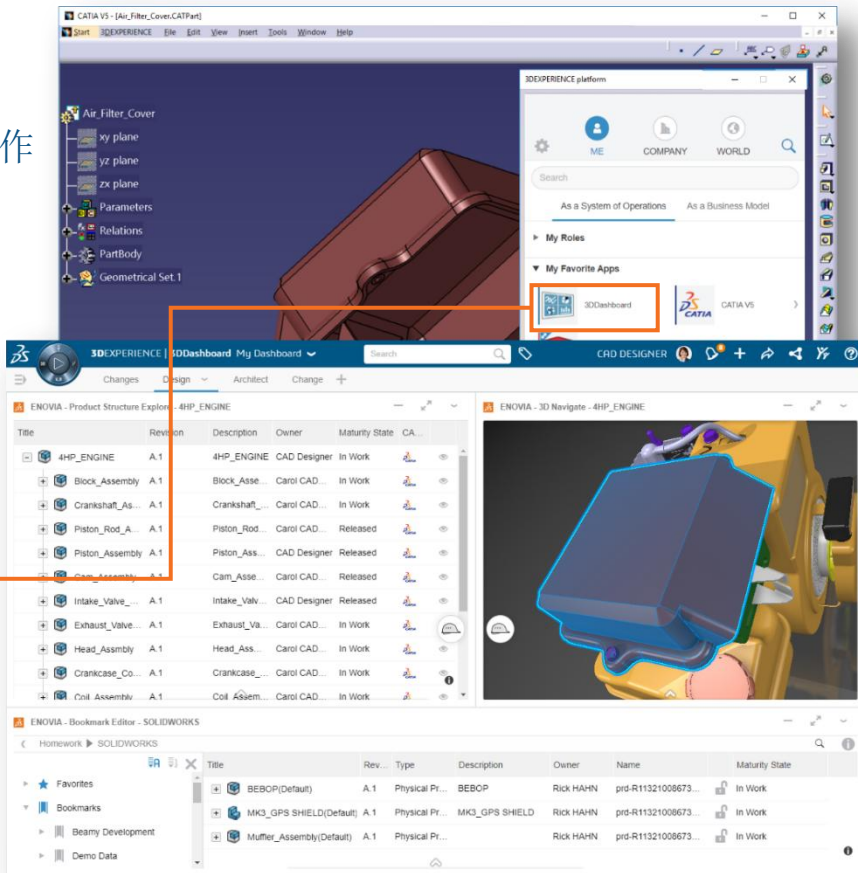 作
CATIA V5 - [Air_Filter_Cover.CATPart]
Start 3DEXPERIENCE File Edit View Insert Tools Window Help
Air_Filter_Cover
xy plane
yz plane
zx plane
Parameters
Relations
PartBody
Geometrical Set.1
3DEXPERIENCE platform
ME COMPANY WORLD
Search
As a System of Operations As a Business Model
My Roles
My Favorite Apps
3DDashboard CATIA CATIA V5
3DEXPERIENCE | 3DDashboard My Dashboard Search CAD DESIGNER
Changes Design Architect Change
ENOVIA - Product Structure Explore - 4HP_ENGINE
Title Revision Description Owner Maturity State CA...
4HP_ENGINE A.1 4HP_ENGINE CAD Designer In Work
Block_Assembly A.1 Block_Asse... Carol CAD... In Work
Crankshaft_As... A.1 Crankshaft_... Carol CAD... In Work
Piston_Rod_A... A.1 Piston_Rod... Carol CAD... Released
Piston_Assembly A.1 Piston_Ass... CAD Designer Released
Cam_Assembly A.1 Cam_Asse... Carol CAD... Released
Intake_Valve_... A.1 Intake_Valv... CAD Designer Released
Exhaust_Valve... A.1 Exhaust_Va... Carol CAD... In Work
Head_Assmbly A.1 Head_Ass... Carol CAD... In Work
Crankcase_Co... A.1 Crankcase_... Carol CAD... In Work
Coil_Assembly A.1 Coil_Assem... Carol CAD... In Work
ENOVIA - 3D Navigate - 4HP_ENGINE
ENOVIA - Bookmark Editor - SOLIDWORKS
Homework SOLIDWORKS
Favorites
Bookmarks
Beamy Development
Demo Data
Title Rev... Type Description Owner Name Maturity State
BEBOP(Default) A.1 Physical Pr... BEBOP Rick HAHN prd-R11321008673... In Work
MK3_GPS SHIELD(Default) A.1 Physical Pr... MK3_GPS SHIELD Rick HAHN prd-R11321008673... In Work
Muffler_Assembly(Default) A.1 Physical Pr... Rick HAHN prd-R11321008673... In Work